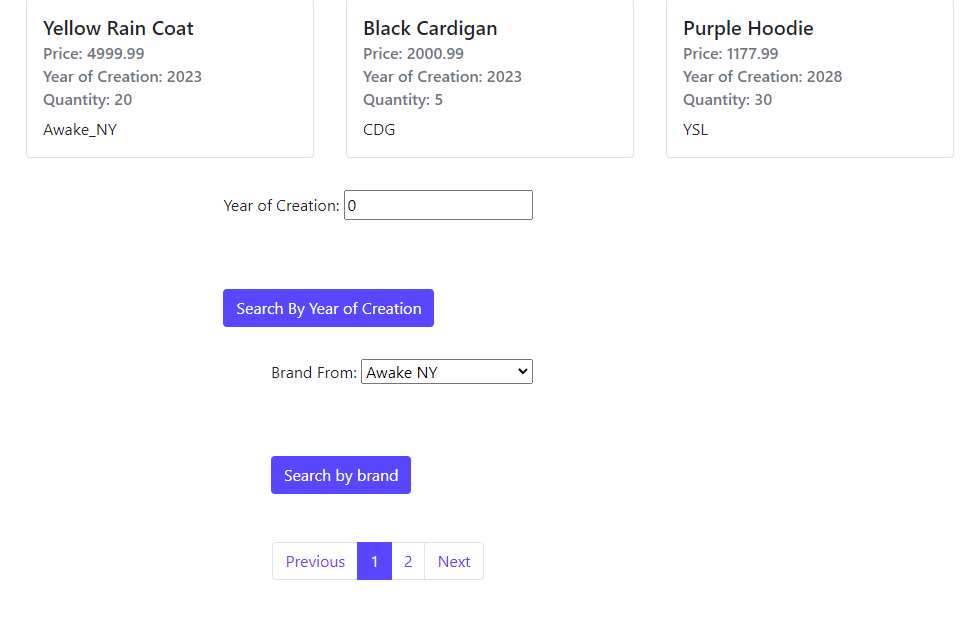 Yellow Rain Coat
Price: 4999.99
Year of Creation: 2023
Quantity: 20
Awake_NY
Black Cardigan
Price: 2000.99
Year of Creation: 2023
Quantity: 5
CDG
Purple Hoodie
Price: 1177.99
Year of Creation: 2028
Quantity: 30
YSL
Year of Creation: 0
Search By Year of Creation
Brand From: Awake NY
Search by brand
Previous 1 2 Next